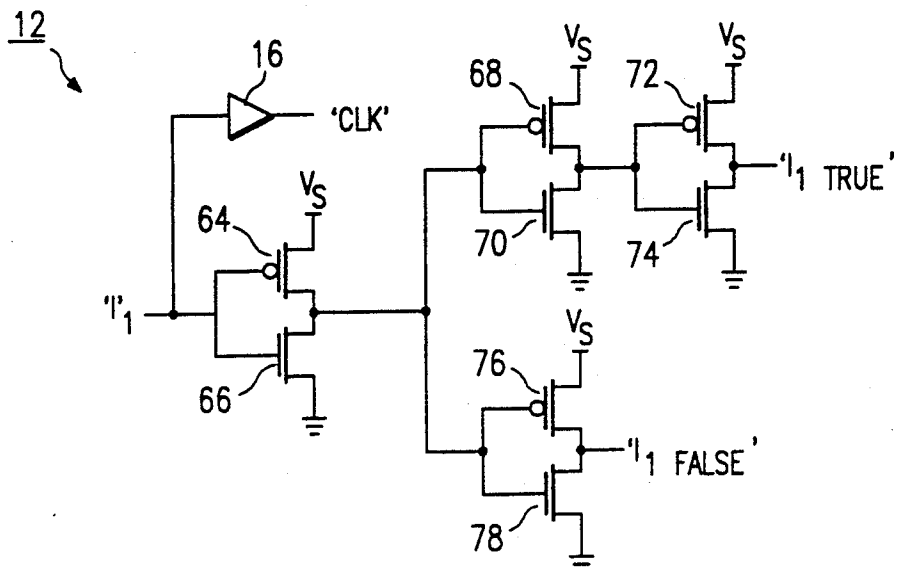 12
16
'CLK'
V_S
68
V_S
72
V_S
'I_1 TRUE'
70
74
64
'I'_1
66
V_S
76
'I_1 FALSE'
78